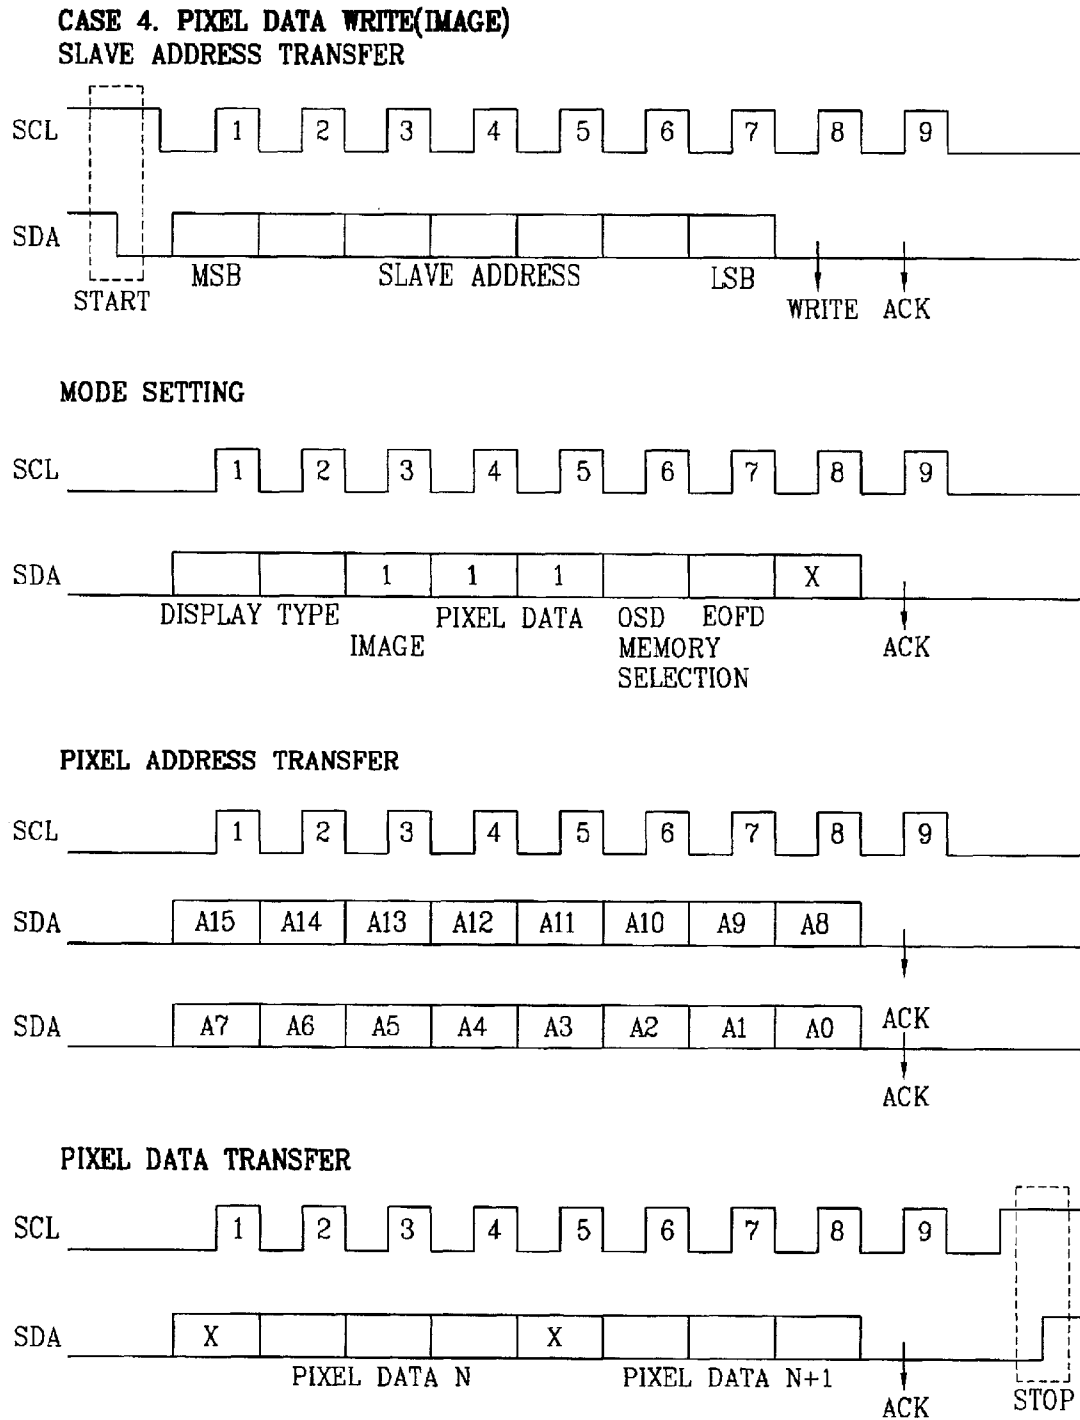 CASE 4. PIXEL DATA WRITE(IMAGE)
SLAVE ADDRESS TRANSFER
SCL 1 2 3 4 5 6 7 8 9
SDA
MSB SLAVE ADDRESS LSB
START WRITE ACK
MODE SETTING
SCL 1 2 3 4 5 6 7 8 9
SDA 1 1 1 X
DISPLAY TYPE PIXEL DATA OSD EOFD
IMAGE MEMORY ACK
SELECTION
PIXEL ADDRESS TRANSFER
SCL 1 2 3 4 5 6 7 8 9
SDA A15 A14 A13 A12 A11 A10 A9 A8
ACK
SDA A7 A6 A5 A4 A3 A2 A1 A0
ACK
PIXEL DATA TRANSFER
SCL 1 2 3 4 5 6 7 8 9
SDA X X
PIXEL DATA N PIXEL DATA N+1
ACK STOP